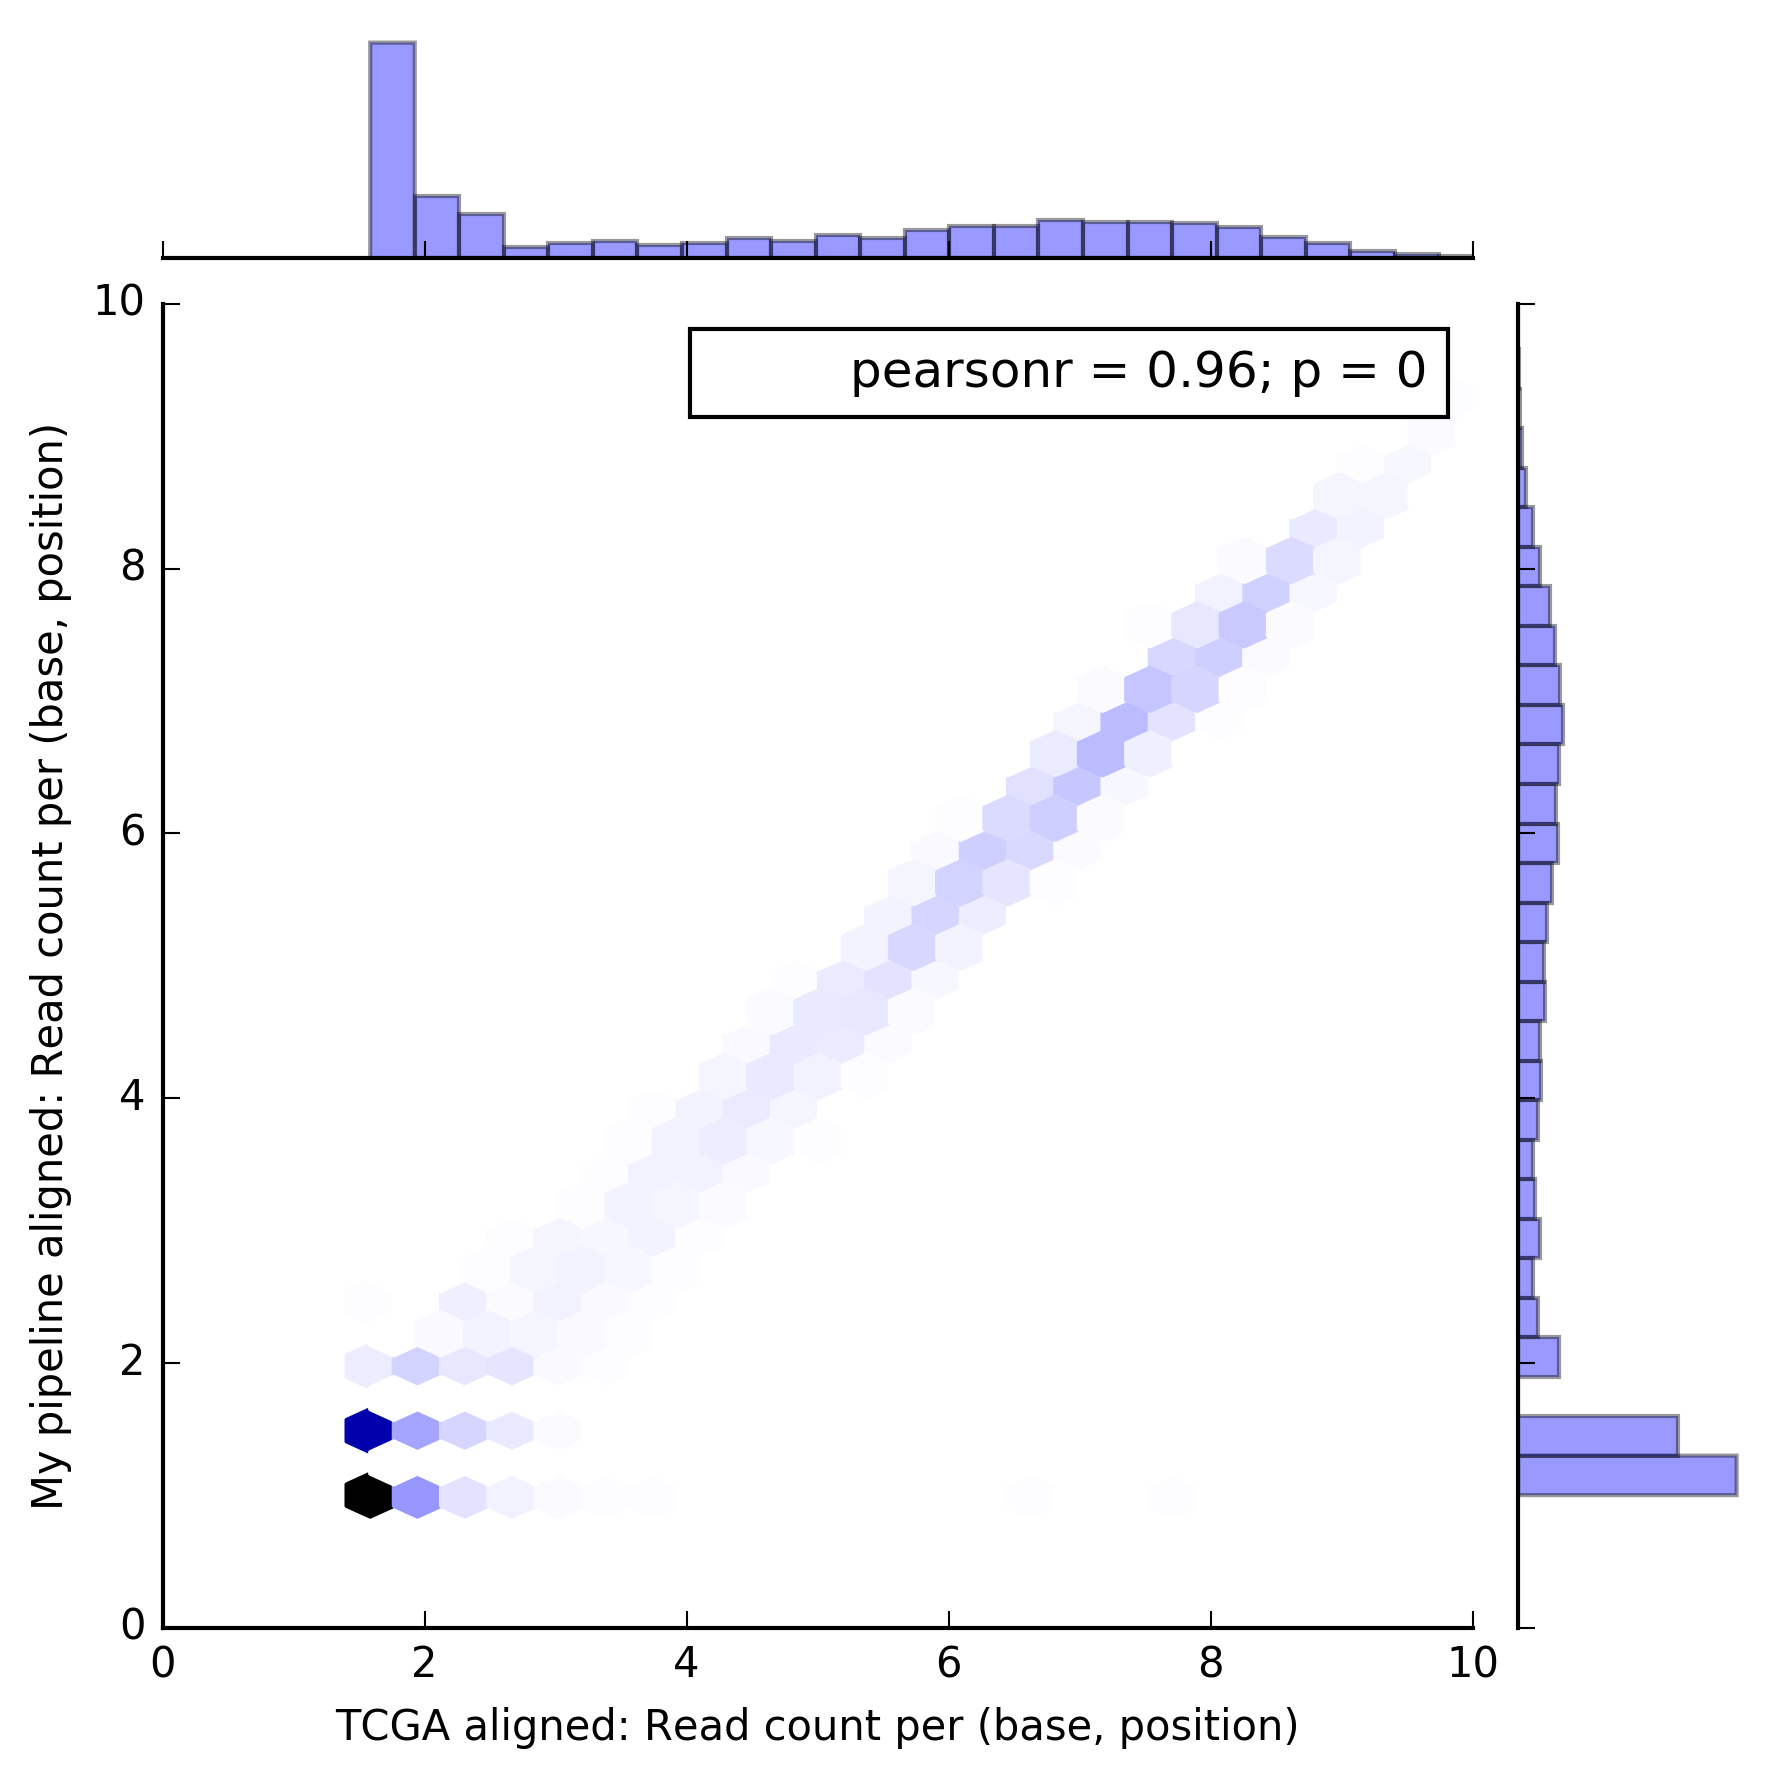 pearsonr = 0.96; p = 0
My pipeline aligned: Read count per (base, position)
10
8
6
4
2
0
0 2 4 6 8 10
TCGA aligned: Read count per (base, position)